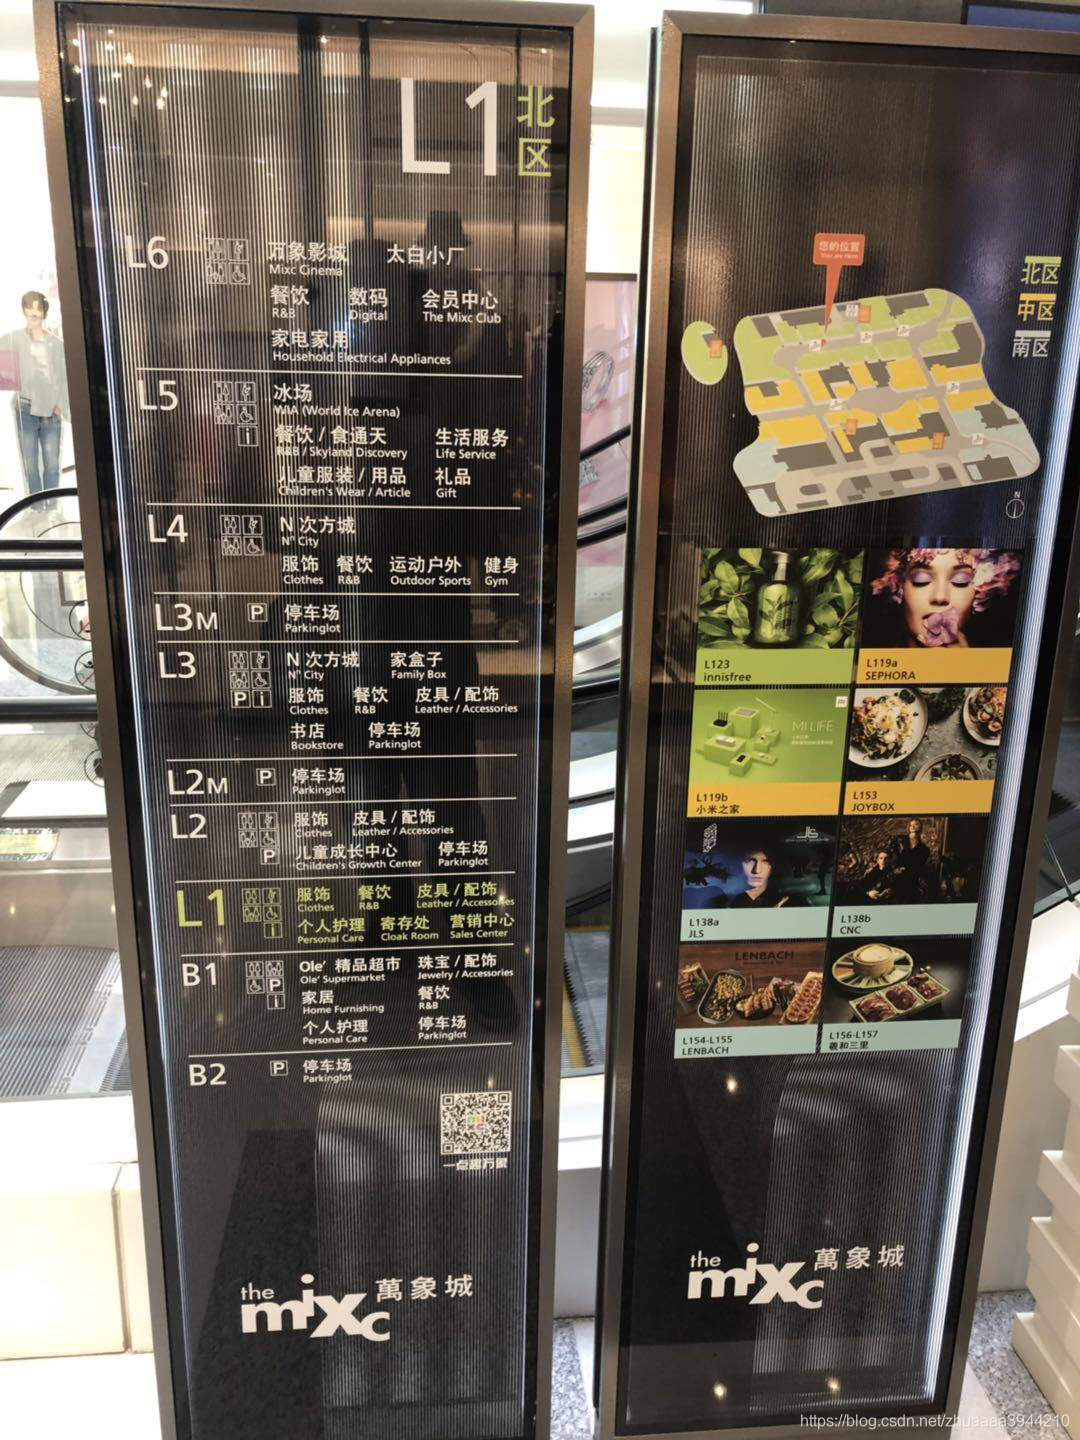 L1 北区
L6 万象影城 太白小厂
Mixc Cinema
餐饮 数码 会员中心
R&B Digital The Mixc Club
家电家用
Household Electrical Appliances
L5 冰场
WIA (World Ice Arena)
餐饮 / 食通天 生活服务
R&B / Skyland Discovery Life Service
i
儿童服装 / 用品 礼品
Children's Wear / Article Gift
L4 N 次方城
Nⁿ City
服饰 餐饮 运动户外 健身
Clothes R&B Outdoor Sports Gym
L3M P 停车场
Parkinglot
L3 N 次方城 家盒子
Nⁿ City Family Box
P i 服饰 餐饮 皮具 / 配饰
Clothes R&B Leather / Accessories
书店 停车场
Bookstore Parkinglot
L2M P 停车场
Parkinglot
L2 服饰 皮具 / 配饰
Clothes Leather / Accessories
P 儿童成长中心 停车场
Children's Growth Center Parkinglot
L1 服饰 餐饮 皮具 / 配饰
Clothes R&B Leather / Accessories
i 个人护理 寄存处 营销中心
Personal Care Cloak Room Sales Center
B1 Ole' 精品超市 珠宝 / 配饰
Ole' Supermarket Jewelry / Accessories
P 家居 餐饮
i Home Furnishing R&B
个人护理 停车场
Personal Care Parkinglot
B2 P 停车场
Parkinglot
一点万象
the mixc 萬象城
您的位置
You are Here
北区
中区
南区
N
L123
innisfree
L119a
SEPHORA
MI LIFE
L119b
小米之家
L153
JOYBOX
JLS
L138a
JLS
L138b
CNC
LENBACH
L154-L155
LENBACH
L156-L157
羲和三里
the mixc 萬象城
https://blog.csdn.net/zhuaaaa3944210